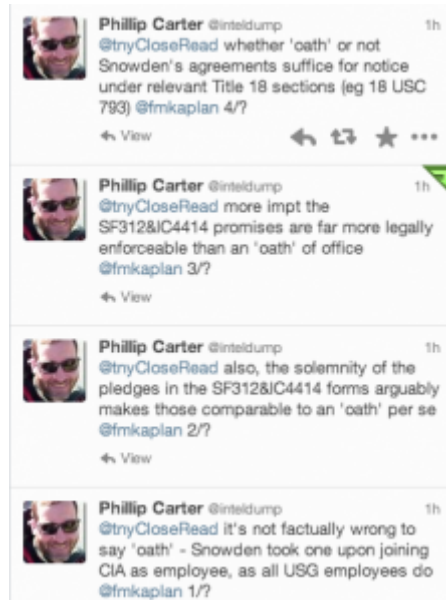 Phillip Carter @inteldump 1h
@tnyCloseRead whether 'oath' or not
Snowden's agreements suffice for notice
under relevant Title 18 sections (eg 18 USC
793) @fmkaplan 4/?
View
Phillip Carter @inteldump 1h
@tnyCloseRead more impt the
SF312&IC4414 promises are far more legally
enforceable than an 'oath' of office
@fmkaplan 3/?
View
Phillip Carter @inteldump 1h
@tnyCloseRead also, the solemnity of the
pledges in the SF312&IC4414 forms arguably
makes those comparable to an 'oath' per se
@fmkaplan 2/?
View
Phillip Carter @inteldump 1h
@tnyCloseRead it's not factually wrong to
say 'oath' - Snowden took one upon joining
CIA as employee, as all USG employees do
@fmkaplan 1/?